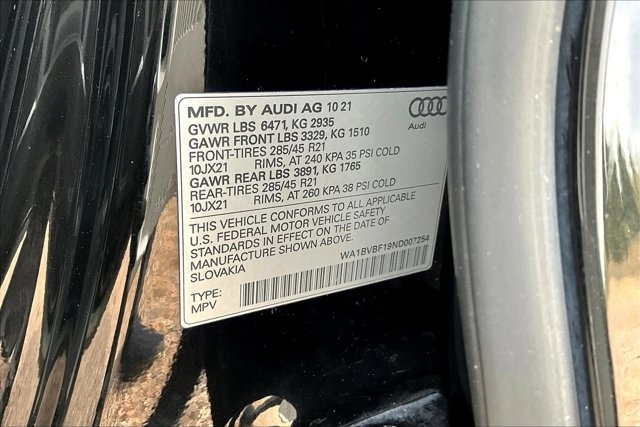 MFD. BY AUDI AG 10 21
GVWR LBS 6471, KG 2935
GAWR FRONT LBS 3329, KG 1510
FRONT-TIRES 285/45 R21
10JX21 RIMS, AT 240 KPA 35 PSI COLD
GAWR REAR LBS 3891, KG 1765
REAR-TIRES 285/45 R21
10JX21 RIMS, AT 260 KPA 38 PSI COLD
THIS VEHICLE CONFORMS TO ALL APPLICABLE
U.S. FEDERAL MOTOR VEHICLE SAFETY
STANDARDS IN EFFECT ON THE DATE OF
MANUFACTURE SHOWN ABOVE.
SLOVAKIA
WA1BVBF19ND007254
TYPE:
MPV
Audi